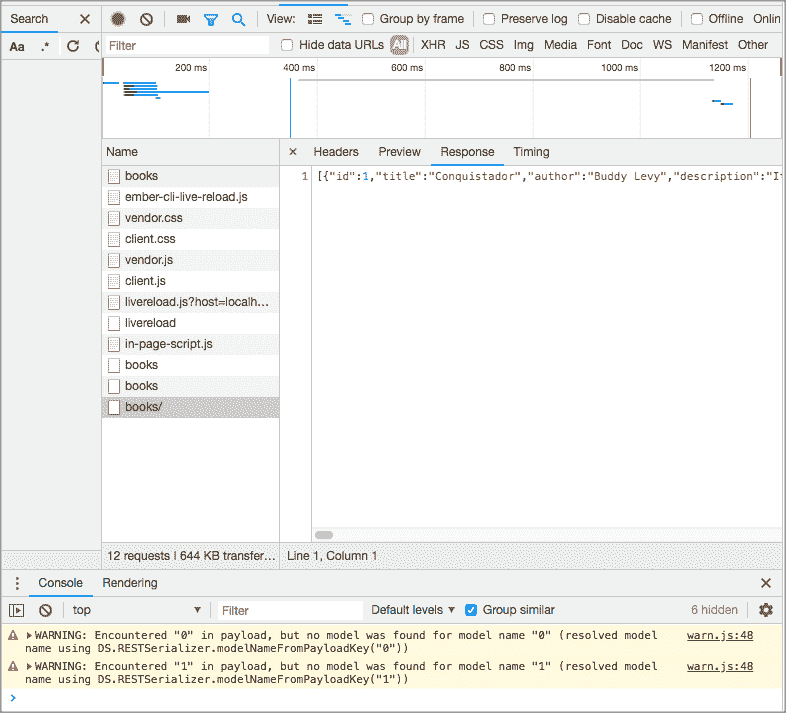 Search
View:
Group by frame
Preserve log
Disable cache
Offline
Onlin
Aa
.*
Filter
Hide data URLs
All
XHR
JS
CSS
Img
Media
Font
Doc
WS
Manifest
Other
200 ms
400 ms
600 ms
800 ms
1000 ms
1200 ms
Name
Headers
Preview
Response
Timing
books
1
[{"id":1,"title":"Conquistador","author":"Buddy Levy","description":"It
ember-cli-live-reload.js
vendor.css
client.css
vendor.js
client.js
livereload.js?host=localh...
livereload
in-page-script.js
books
books
books/
12 requests | 644 KB transfer...
Line 1, Column 1
Console
Rendering
top
Filter
Default levels
Group similar
6 hidden
WARNING: Encountered "0" in payload, but no model was found for model name "0" (resolved model
warn.js:48
name using DS.RESTSerializer.modelNameFromPayloadKey("0"))
WARNING: Encountered "1" in payload, but no model was found for model name "1" (resolved model
warn.js:48
name using DS.RESTSerializer.modelNameFromPayloadKey("1"))